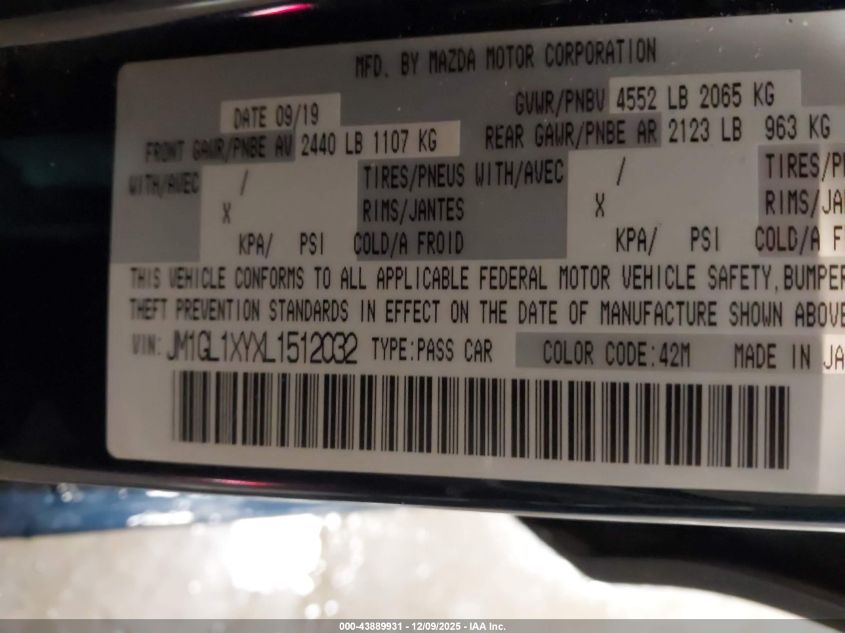 MFD. BY MAZDA MOTOR CORPORATION
DATE 09/19 GVWR/PNBV 4552 LB 2065 KG
FRONT GAWR/PNBE AV 2440 LB 1107 KG REAR GAWR/PNBE AR 2123 LB 963 KG
WITH/AVEC / TIRES/PNEUS WITH/AVEC / TIRES/
X RIMS/JANTES X RIMS/
KPA/ PSI COLD/A FROID KPA/ PSI COLD/A
THIS VEHICLE CONFORMS TO ALL APPLICABLE FEDERAL MOTOR VEHICLE SAFETY, BUMPER
THEFT PREVENTION STANDARDS IN EFFECT ON THE DATE OF MANUFACTURE SHOWN ABOVE
VIN: JM1GL1XYXL1512032 TYPE:PASS CAR COLOR CODE:42M MADE IN
000-43889931 - 12/09/2025 - IAA Inc.